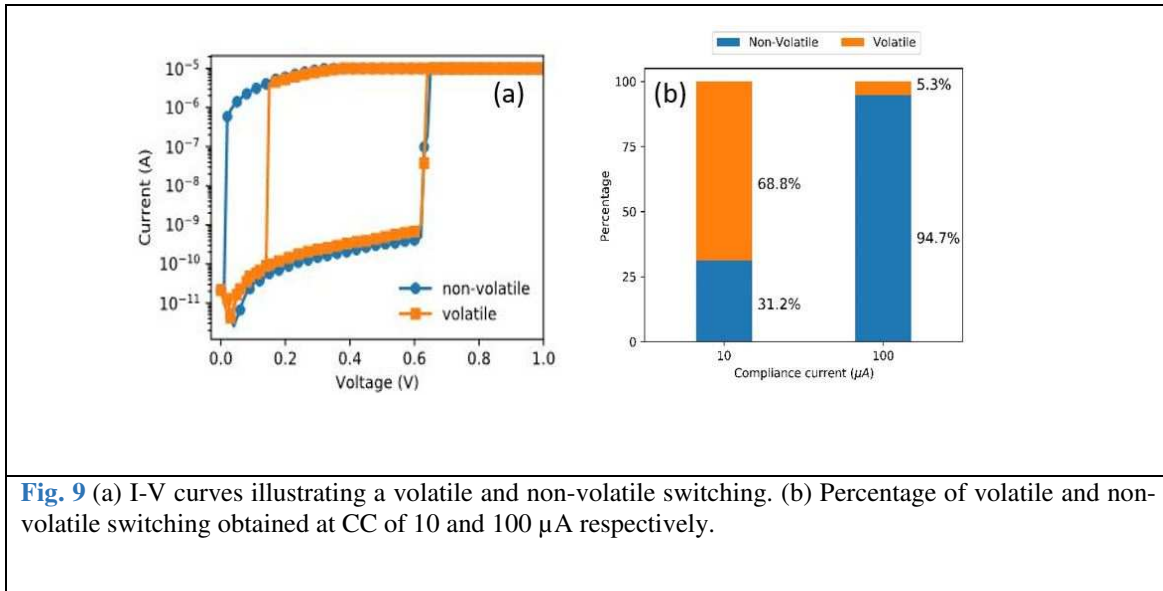 Non-Volatile Volatile
(a)
Current (A)
10⁻⁵
10⁻⁶
10⁻⁷
10⁻⁸
10⁻⁹
10⁻¹⁰
10⁻¹¹
non-volatile
volatile
0.0 0.2 0.4 0.6 0.8 1.0
Voltage (V)
(b)
Percentage
100
75
50
25
0
5.3%
68.8%
94.7%
31.2%
10 100
Compliance current (μA)
Fig. 9 (a) I-V curves illustrating a volatile and non-volatile switching. (b) Percentage of volatile and non-
volatile switching obtained at CC of 10 and 100 µA respectively.